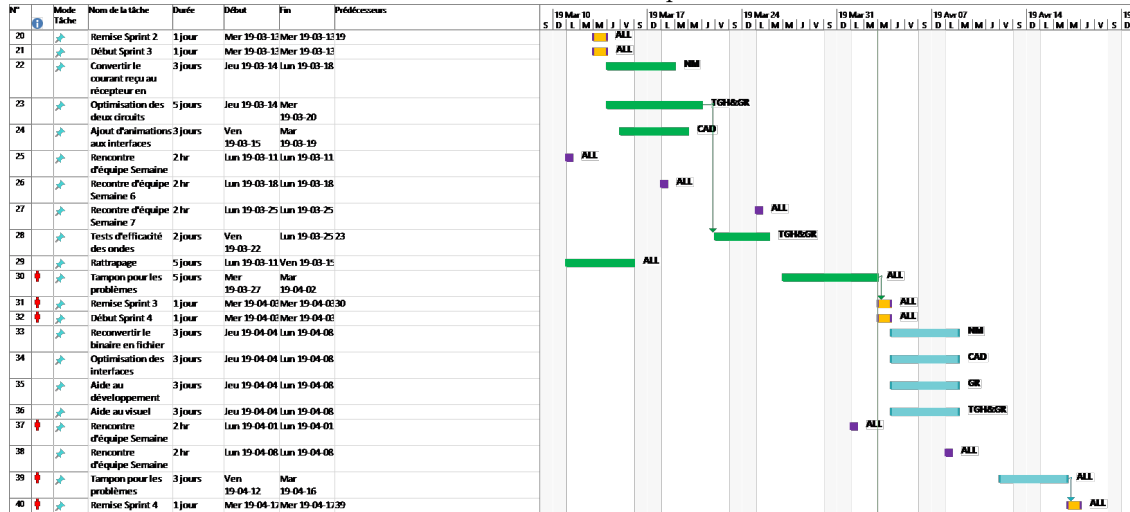 N° Mode Tâche Nom de la tâche Durée Début Fin Prédécesseurs
19 Mar 10 19 Mar 17 19 Mar 24 19 Mar 31 19 Avr 07 19 Avr 14 19
S D L M M J V S D L M M J V S D L M M J V S D L M M J V S D L M M J V S D L M M J V S D
20 Remise Sprint 2 1 jour Mer 19-03-13 Mer 19-03-13 19 ALL
21 Début Sprint 3 1 jour Mer 19-03-13 Mer 19-03-13 ALL
22 Convertir le 3 jours Jeu 19-03-14 Lun 19-03-18 NM
courant reçu au
récepteur en
23 Optimisation des 5 jours Jeu 19-03-14 Mer TGH&GR
deux circuits 19-03-20
24 Ajout d'animations 3 jours Ven Mar CAD
aux interfaces 19-03-15 19-03-19
25 Rencontre 2 hr Lun 19-03-11 Lun 19-03-11 ALL
d'équipe Semaine
26 Recontre d'équipe 2 hr Lun 19-03-18 Lun 19-03-18 ALL
Semaine 6
27 Recontre d'équipe 2 hr Lun 19-03-25 Lun 19-03-25 ALL
Semaine 7
28 Tests d'efficacité 2 jours Ven Lun 19-03-25 23 TGH&GR
des ondes 19-03-22
29 Rattrapage 5 jours Lun 19-03-11 Ven 19-03-15 ALL
30 Tampon pour les 5 jours Mer Mar ALL
problèmes 19-03-27 19-04-02
31 Remise Sprint 3 1 jour Mer 19-04-03 Mer 19-04-03 30 ALL
32 Début Sprint 4 1 jour Mer 19-04-03 Mer 19-04-03 ALL
33 Reconvertir le 3 jours Jeu 19-04-04 Lun 19-04-08 NM
binaire en fichier
34 Optimisation des 3 jours Jeu 19-04-04 Lun 19-04-08 CAD
interfaces
35 Aide au 3 jours Jeu 19-04-04 Lun 19-04-08 GR
développement
36 Aide au visuel 3 jours Jeu 19-04-04 Lun 19-04-08 TGH&GR
37 Rencontre 2 hr Lun 19-04-01 Lun 19-04-01 ALL
d'équipe Semaine
38 Rencontre 2 hr Lun 19-04-08 Lun 19-04-08 ALL
d'équipe Semaine
39 Tampon pour les 3 jours Ven Mar ALL
problèmes 19-04-12 19-04-16
40 Remise Sprint 4 1 jour Mer 19-04-17 Mer 19-04-17 39 ALL